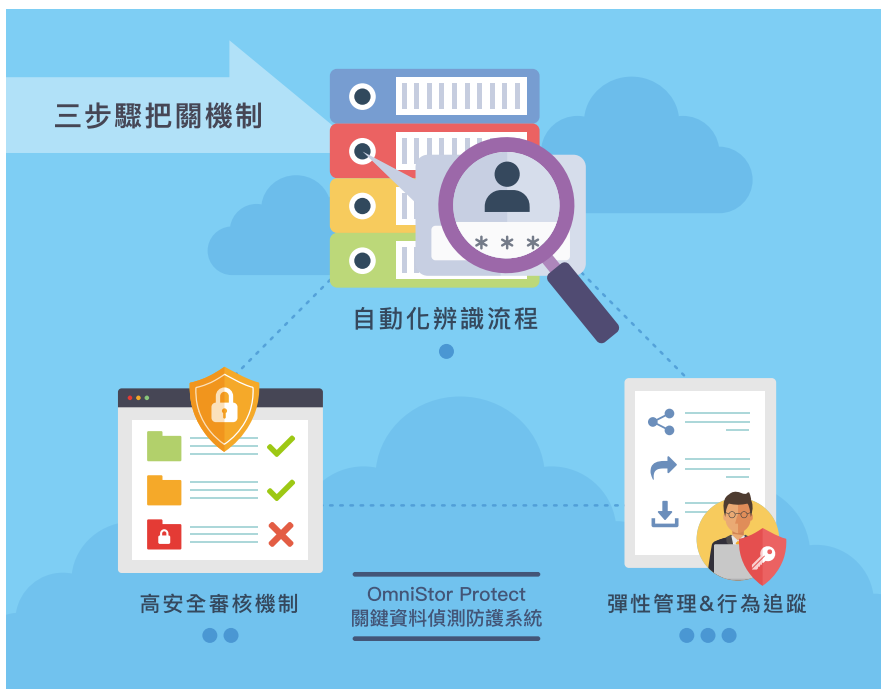 三步驟把關機制
***
自動化辨識流程
高安全審核機制
OmniStor Protect
關鍵資料偵測防護系統
彈性管理&行為追蹤